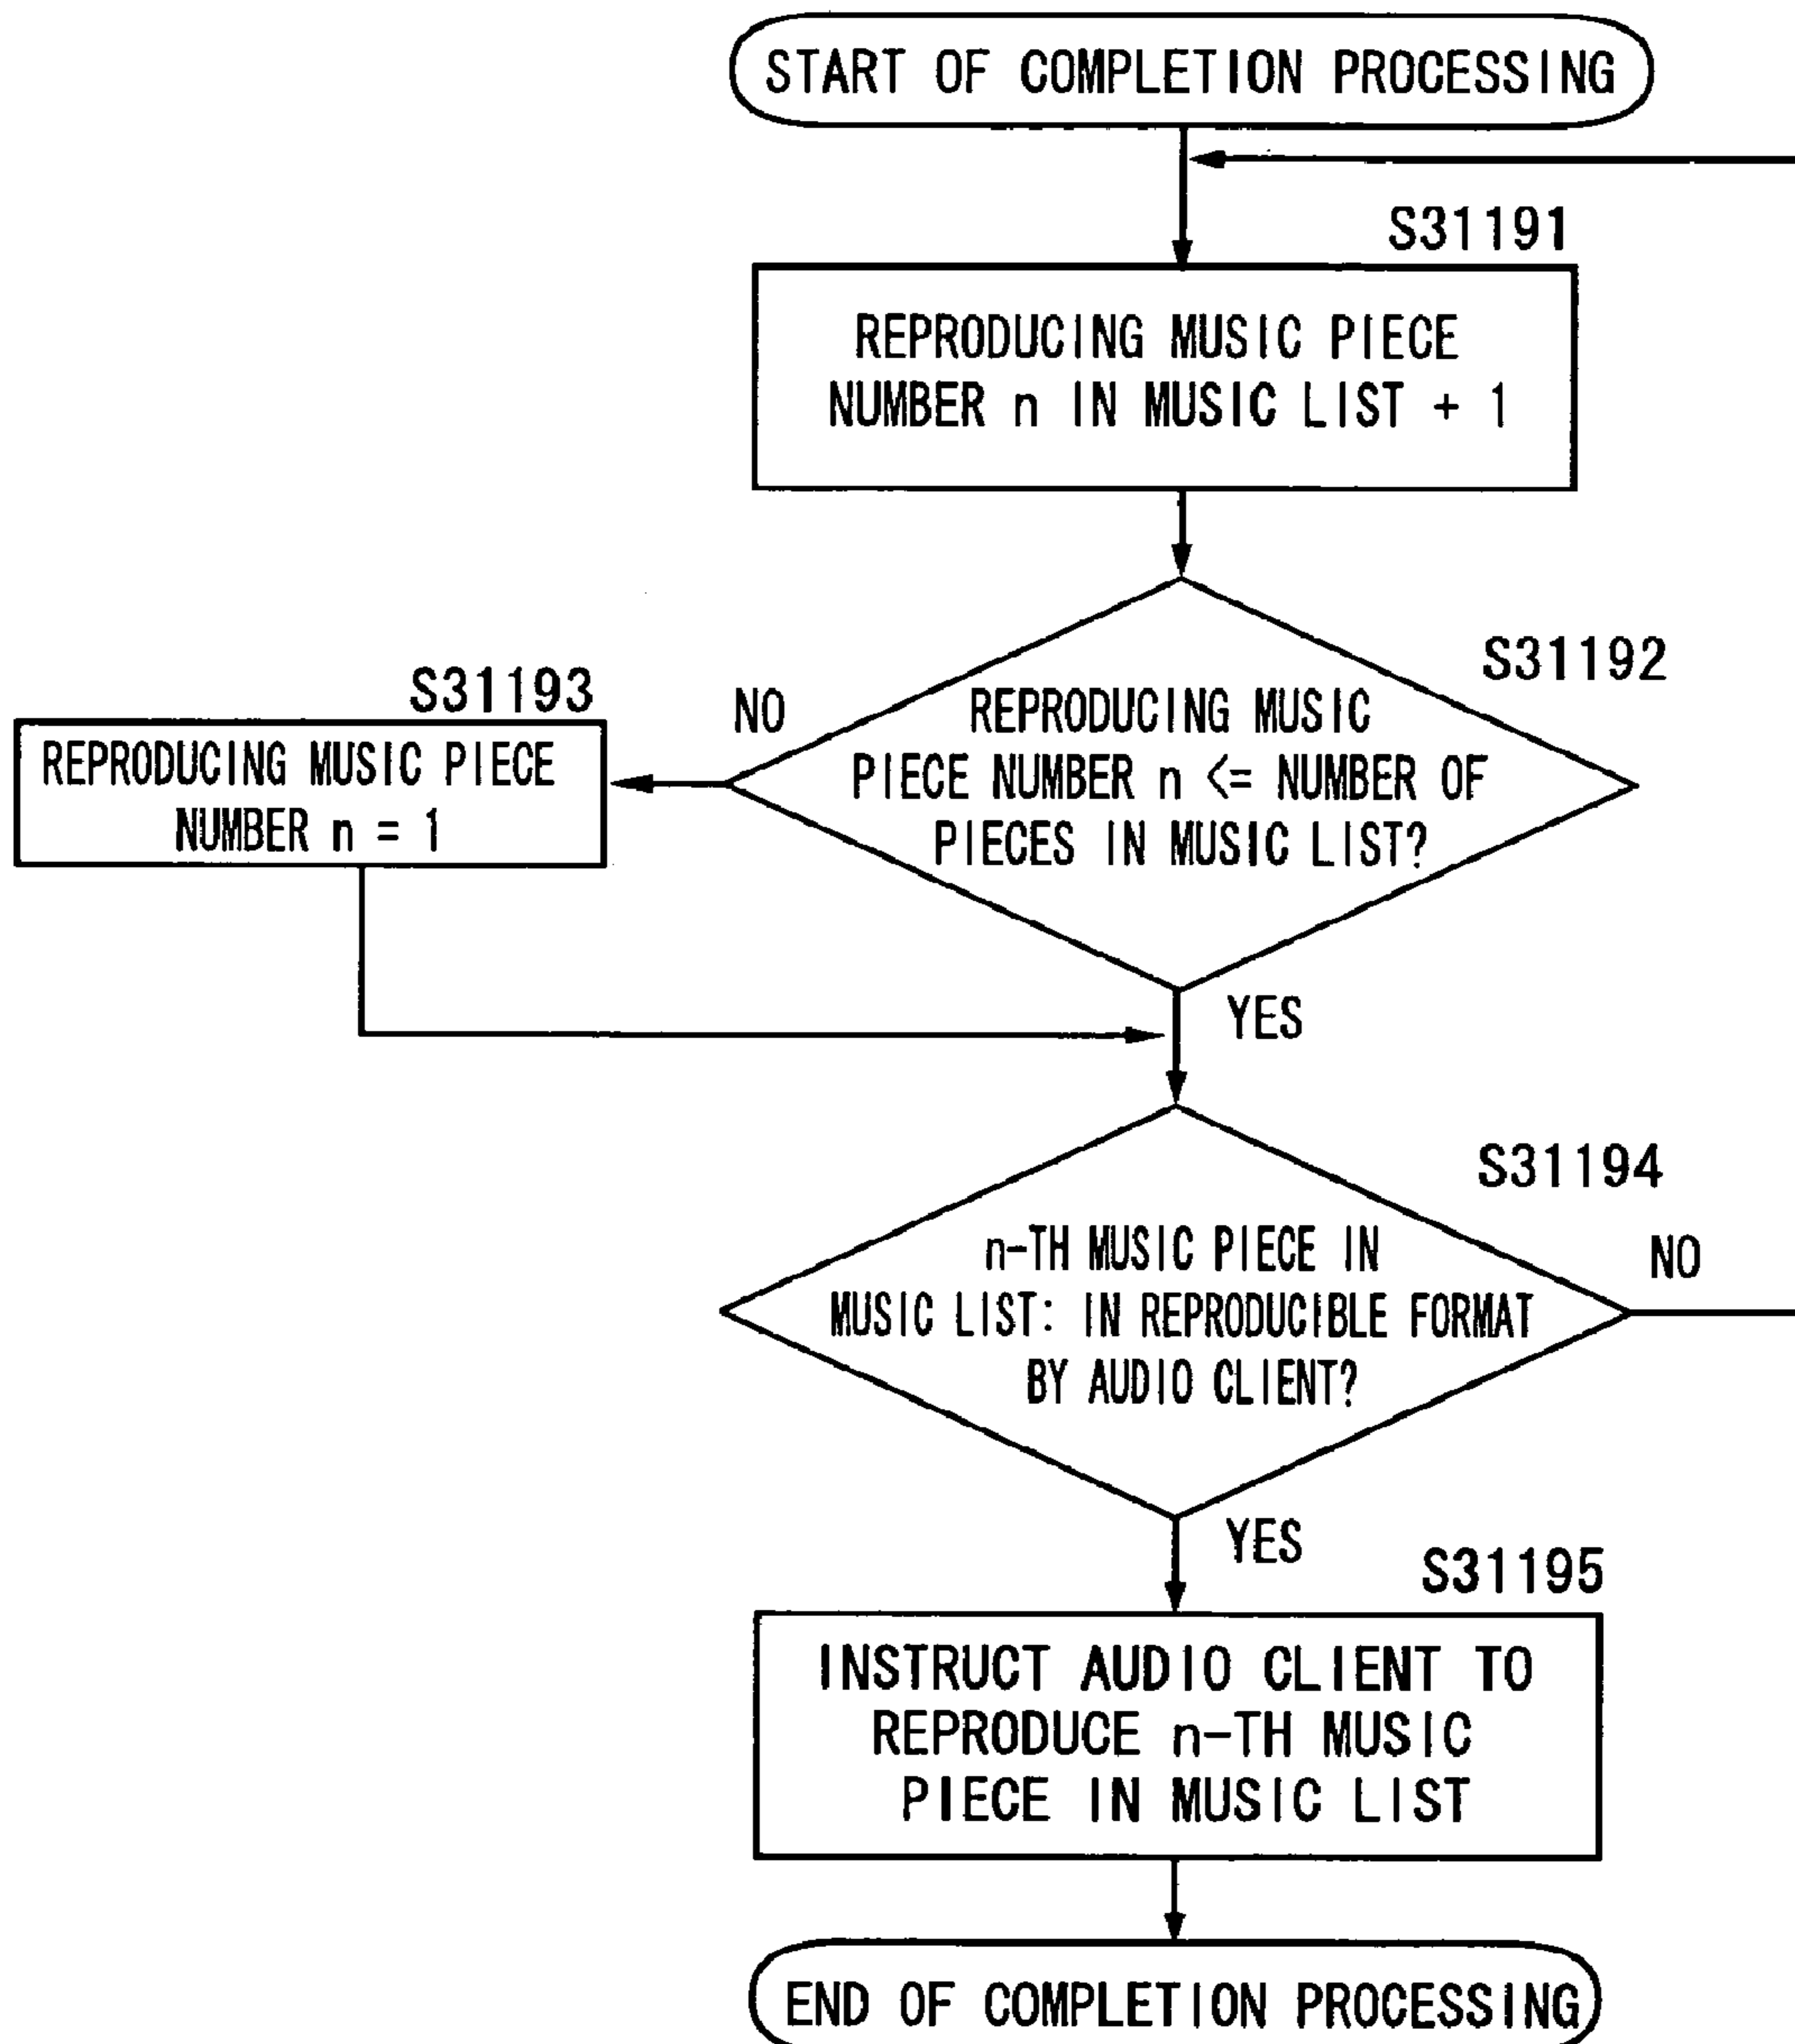 START OF COMPLETION PROCESSING
S31191
REPRODUCING MUSIC PIECE
NUMBER n IN MUSIC LIST + 1
S31192
REPRODUCING MUSIC
PIECE NUMBER n <= NUMBER OF
PIECES IN MUSIC LIST?
NO
S31193
REPRODUCING MUSIC PIECE
NUMBER n = 1
YES
S31194
n-TH MUSIC PIECE IN
MUSIC LIST: IN REPRODUCIBLE FORMAT
BY AUDIO CLIENT?
NO
YES
S31195
INSTRUCT AUDIO CLIENT TO
REPRODUCE n-TH MUSIC
PIECE IN MUSIC LIST
END OF COMPLETION PROCESSING